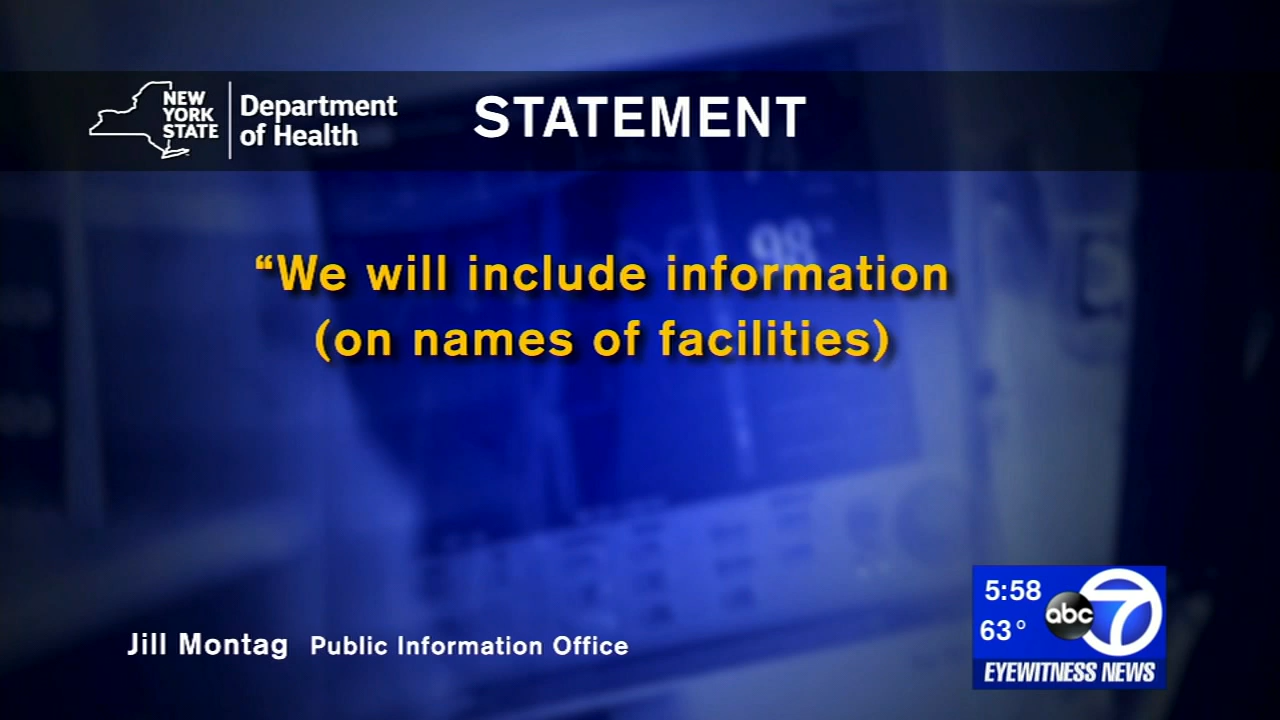 NEW
YORK
STATE
Department
of Health
STATEMENT
98
“We will include information
(on names of facilities)
Jill Montag Public Information Office
5:58
63°
abc 7
EYEWITNESS NEWS